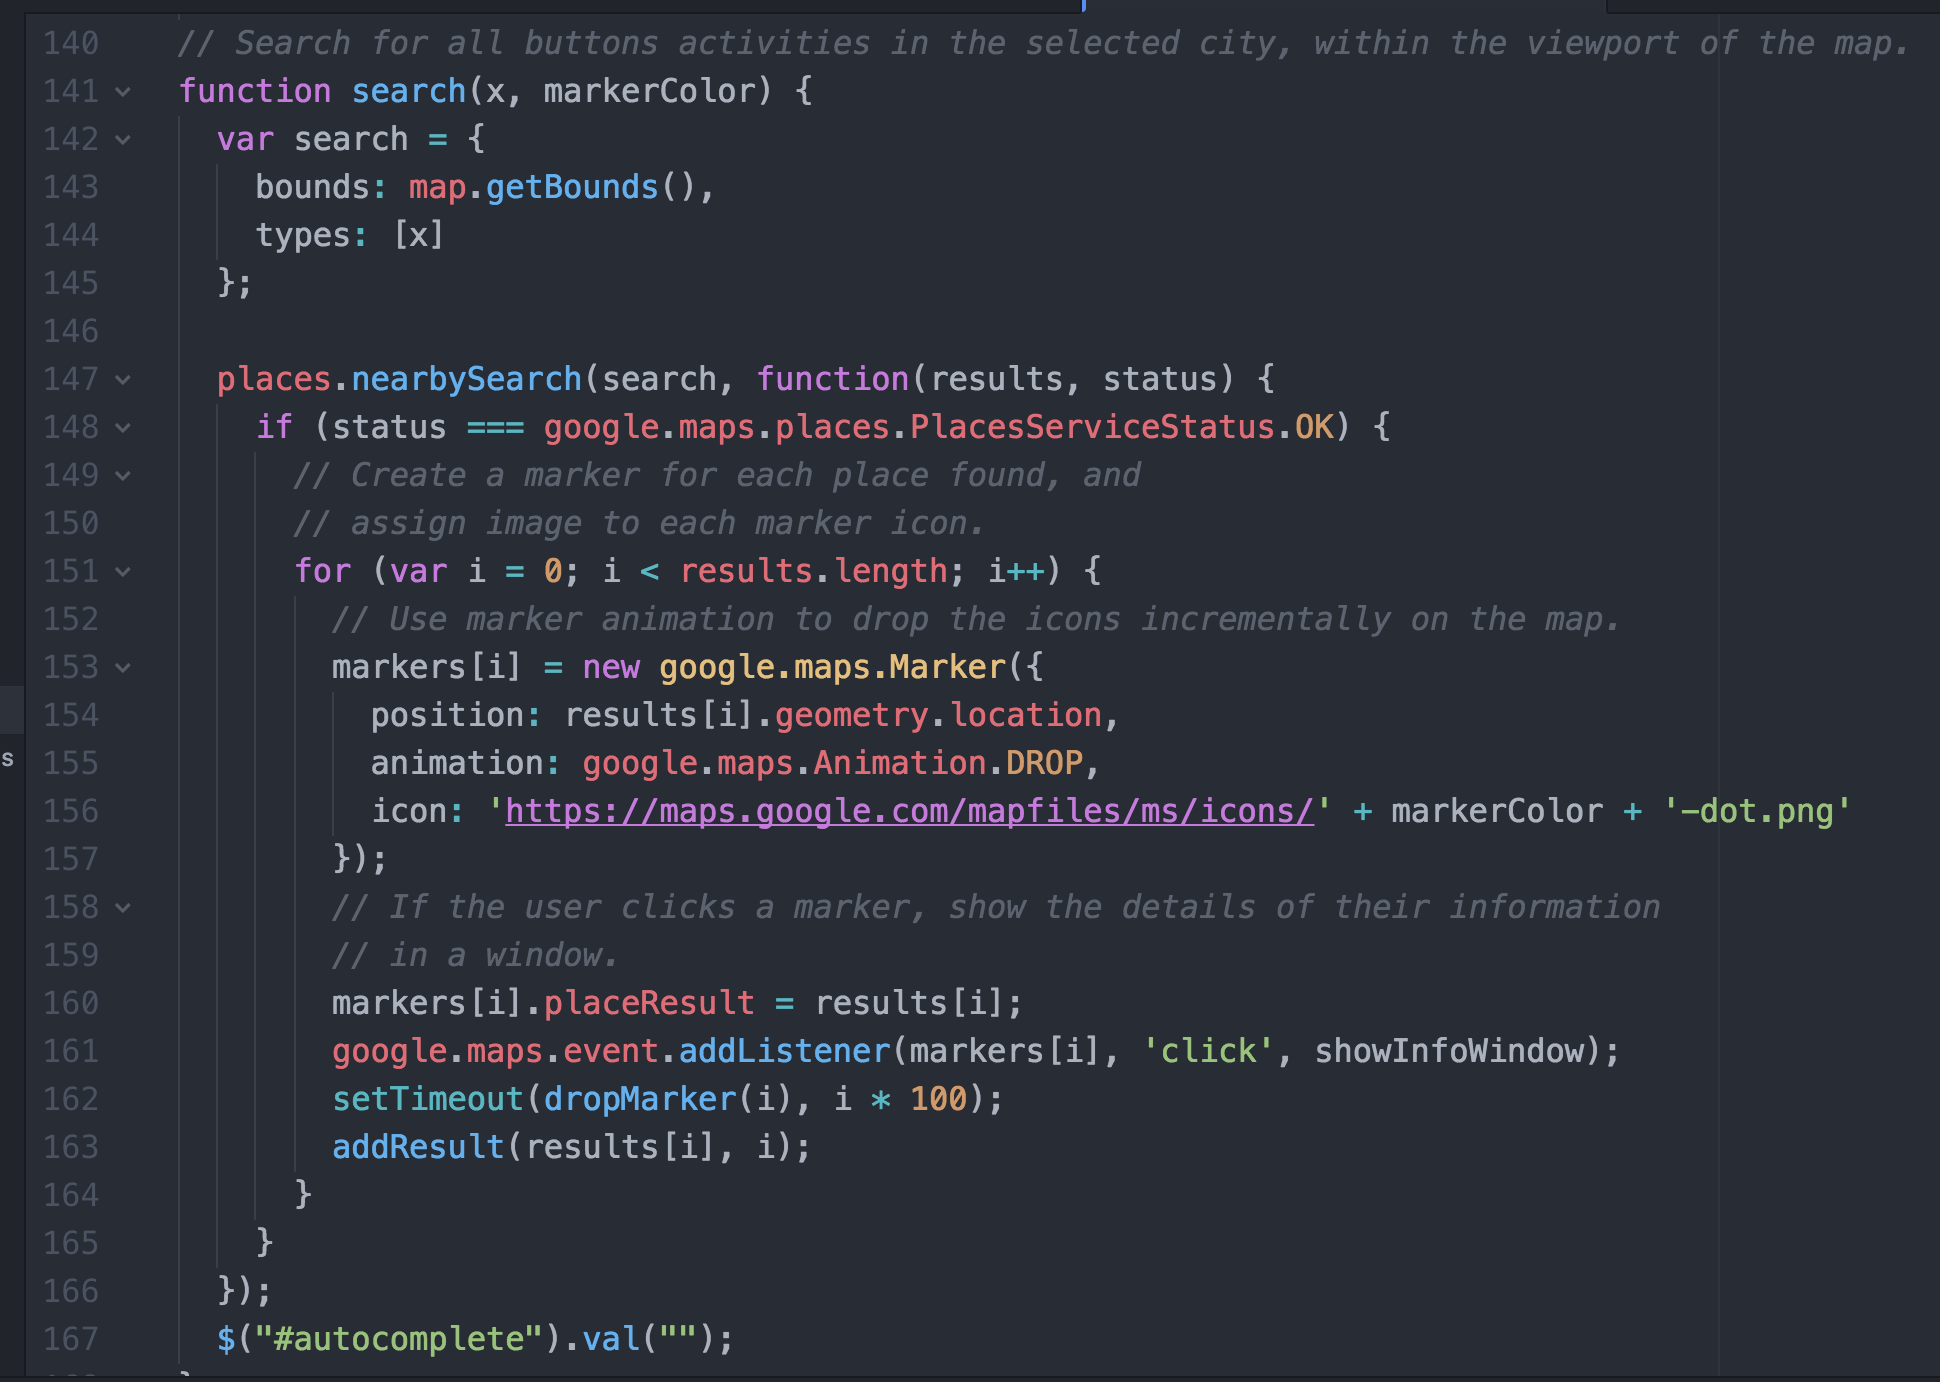 140 // Search for all buttons activities in the selected city, within the viewport of the map.
141 function search(x, markerColor) {
142 var search = {
143 bounds: map.getBounds(),
144 types: [x]
145 };
146
147 places.nearbySearch(search, function(results, status) {
148 if (status === google.maps.places.PlacesServiceStatus.OK) {
149 // Create a marker for each place found, and
150 // assign image to each marker icon.
151 for (var i = 0; i < results.length; i++) {
152 // Use marker animation to drop the icons incrementally on the map.
153 markers[i] = new google.maps.Marker({
154 position: results[i].geometry.location,
s
155 animation: google.maps.Animation.DROP,
156 icon: 'https://maps.google.com/mapfiles/ms/icons/' + markerColor + '-dot.png'
157 });
158 // If the user clicks a marker, show the details of their information
159 // in a window.
160 markers[i].placeResult = results[i];
161 google.maps.event.addListener(markers[i], 'click', showInfoWindow);
162 setTimeout(dropMarker(i), i * 100);
163 addResult(results[i], i);
164 }
165 }
166 });
167 $("#autocomplete").val("");